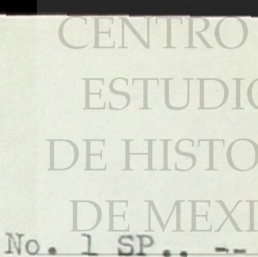 CENTRO
ESTUDIO
DE HISTO
DE MEXI
No. 1 SP.. --